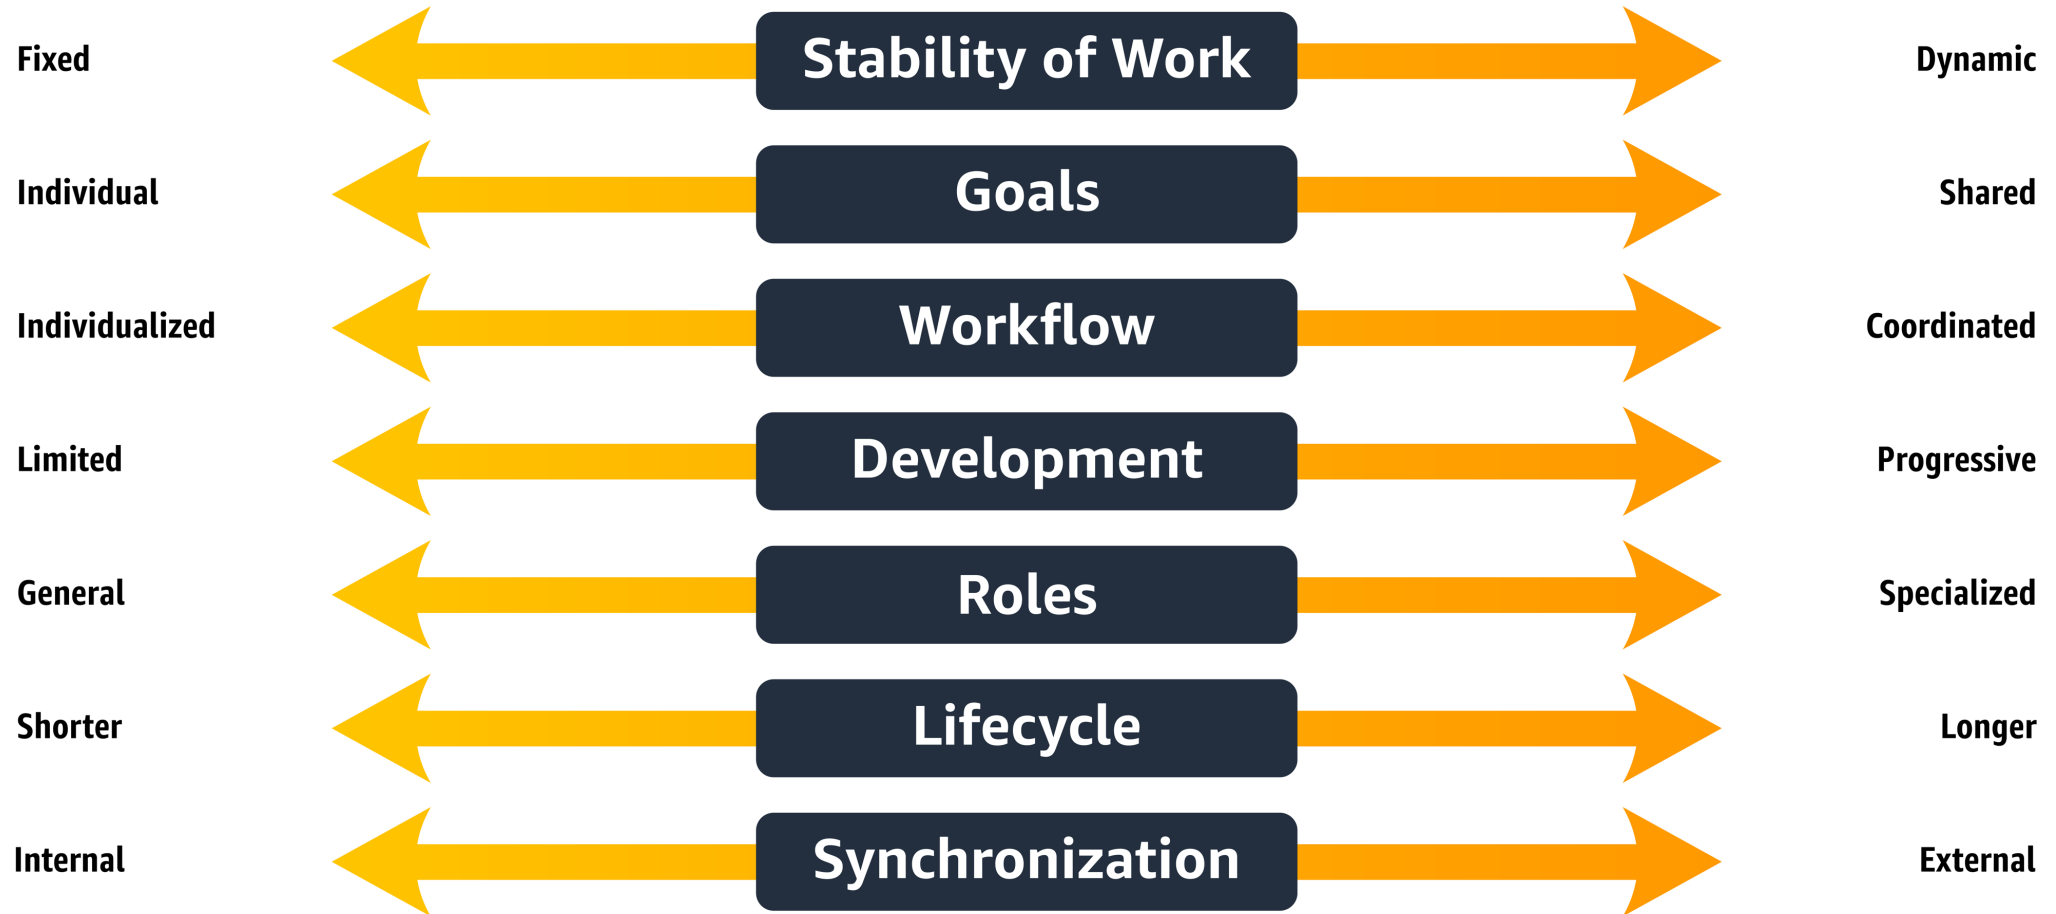 Fixed Stability of Work Dynamic
Individual Goals Shared
Individualized Workflow Coordinated
Limited Development Progressive
General Roles Specialized
Shorter Lifecycle Longer
Internal Synchronization External